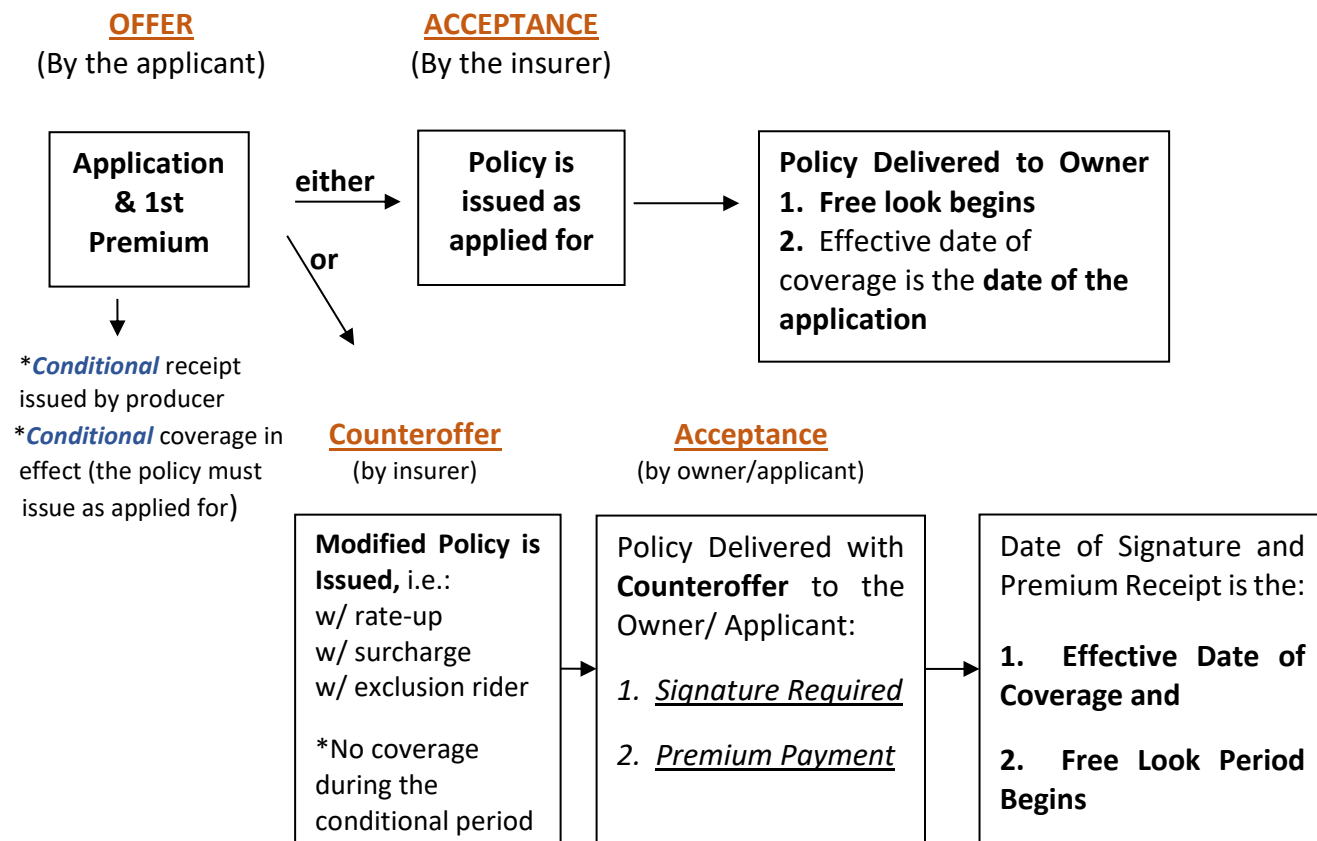 OFFER
(By the applicant)
ACCEPTANCE
(By the insurer)
Application
& 1st
Premium
either
or
Policy is
issued as
applied for
Policy Delivered to Owner
1. Free look begins
2. Effective date of
coverage is the date of the
application
*Conditional receipt
issued by producer
*Conditional coverage in
effect (the policy must
issue as applied for)
Counteroffer
(by insurer)
Acceptance
(by owner/applicant)
Modified Policy is
Issued, i.e.:
w/ rate-up
w/ surcharge
w/ exclusion rider
*No coverage
during the
conditional period
Policy Delivered with
Counteroffer to the
Owner/ Applicant:
1. Signature Required
2. Premium Payment
Date of Signature and
Premium Receipt is the:
1. Effective Date of
Coverage and
2. Free Look Period
Begins